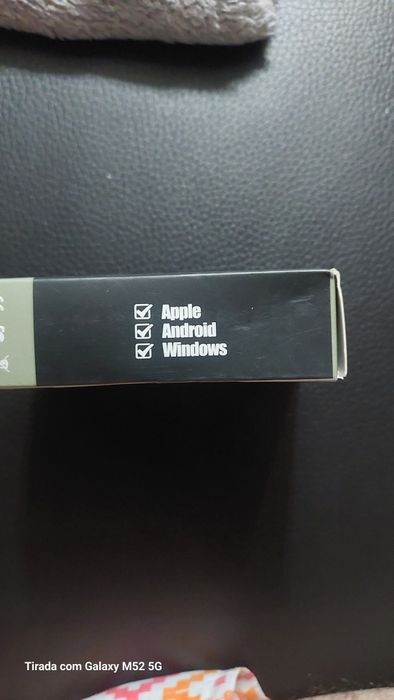 Apple
Android
Windows
Tirada com Galaxy M52 5G